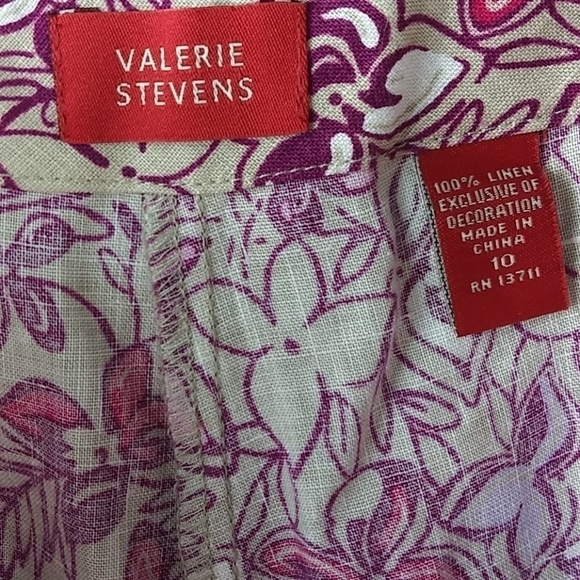 VALERIE
STEVENS
100% LINEN
EXCLUSIVE OF
DECORATION
MADE IN
CHINA
10
RN 13711